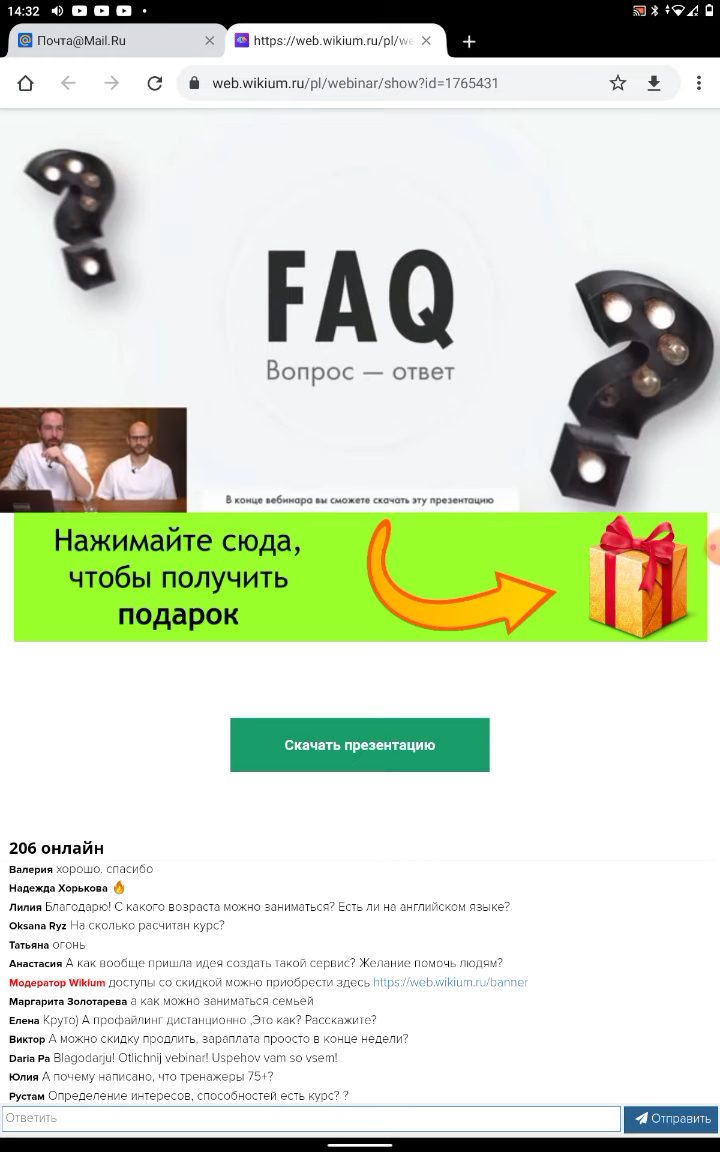 14:32
Почта@Mail.Ru
https://web.wikium.ru/pl/we
web.wikium.ru/pl/webinar/show?id=1765431
FAQ
Вопрос — ответ
В конце вебинара вы сможете скачать эту презентацию
Нажимайте сюда,
чтобы получить
подарок
Скачать презентацию
206 онлайн
Валерия хорошо. спасибо
Надежда Хорькова 🔥
Лилия Благодарю! С какого возраста можно заниматься? Есть ли на английском языке?
Oksana Ryz На сколько расчитан курс?
Татьяна огонь
Анастасия А как вообще пришла идея создать такой сервис? Желание помочь людям?
Модератор Wikium доступы со скидкой можно приобрести здесь https://web.wikium.ru/banner
Маргарита Золотарева а как можно заниматься семьей
Елена Круто) А профайлинг дистанционно ,Это как? Расскажите?
Виктор А можно скидку продлить, зараплата проосто в конце недели?
Daria Pa Blagodarju! Otlichnij vebinar! Uspehov vam so vsem!
Юлия А почему написано, что тренажеры 75+?
Рустам Определение интересов, способностей есть курс? ?
Ответить
Отправить